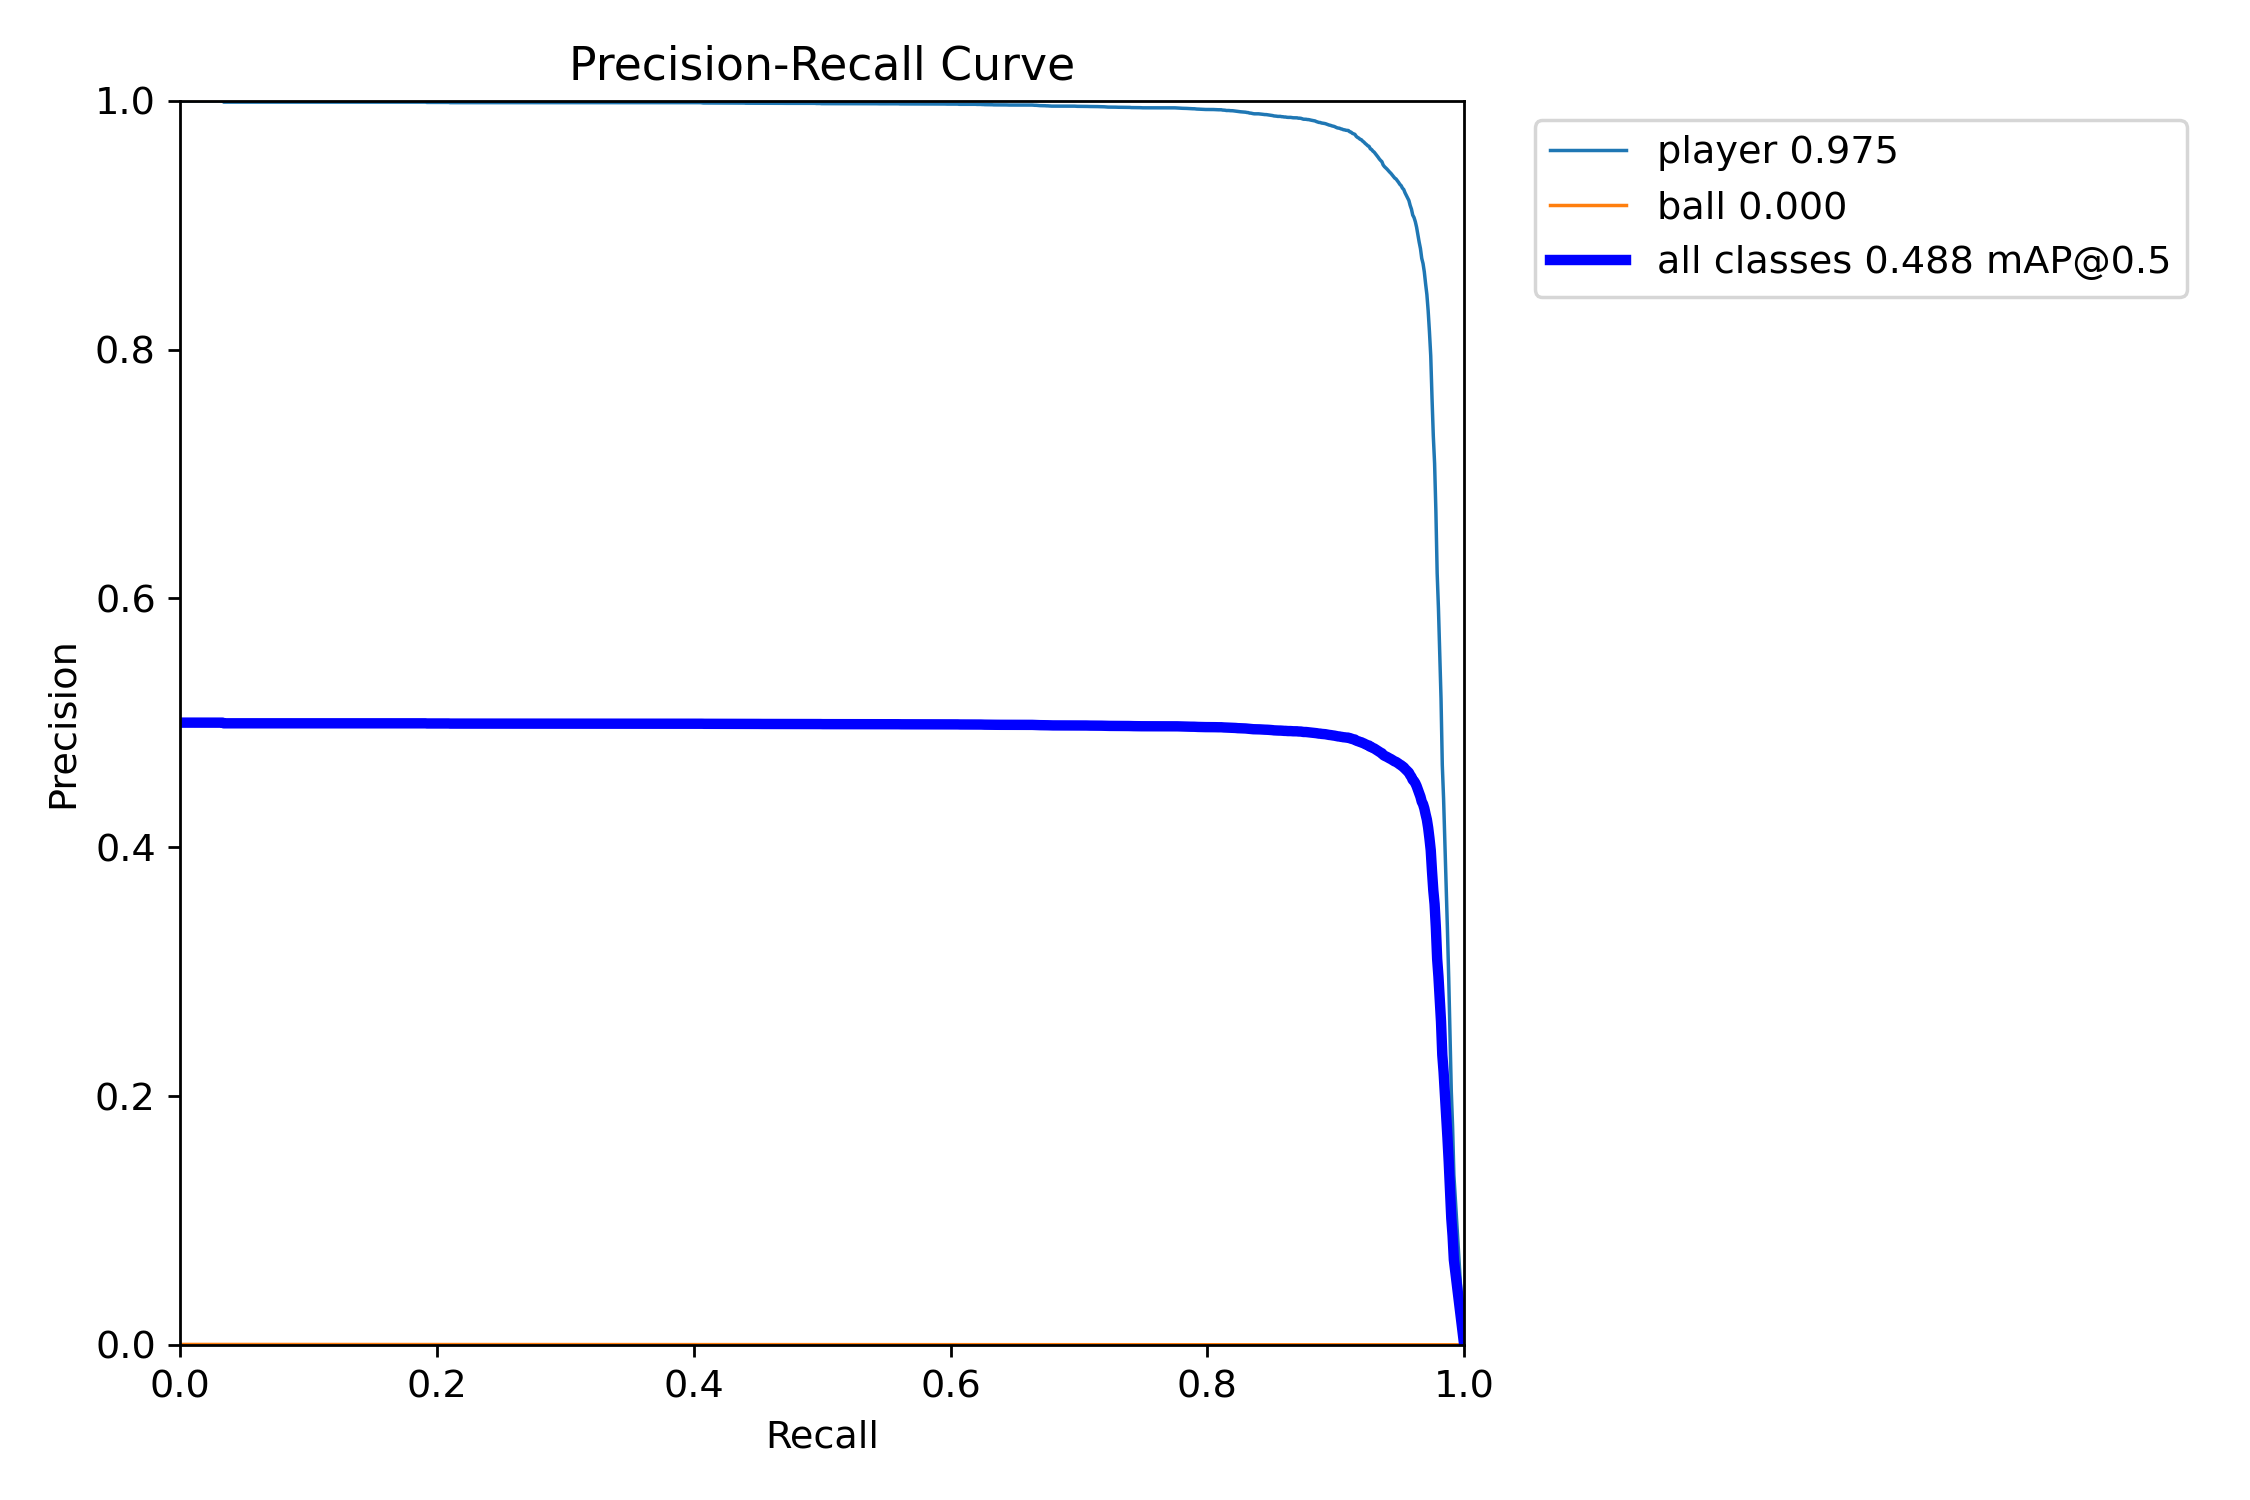 Precision-Recall Curve
1.0
0.8
0.6
0.4
0.2
0.0
Precision
0.0 0.2 0.4 0.6 0.8 1.0
Recall
player 0.975
ball 0.000
all classes 0.488 mAP@0.5